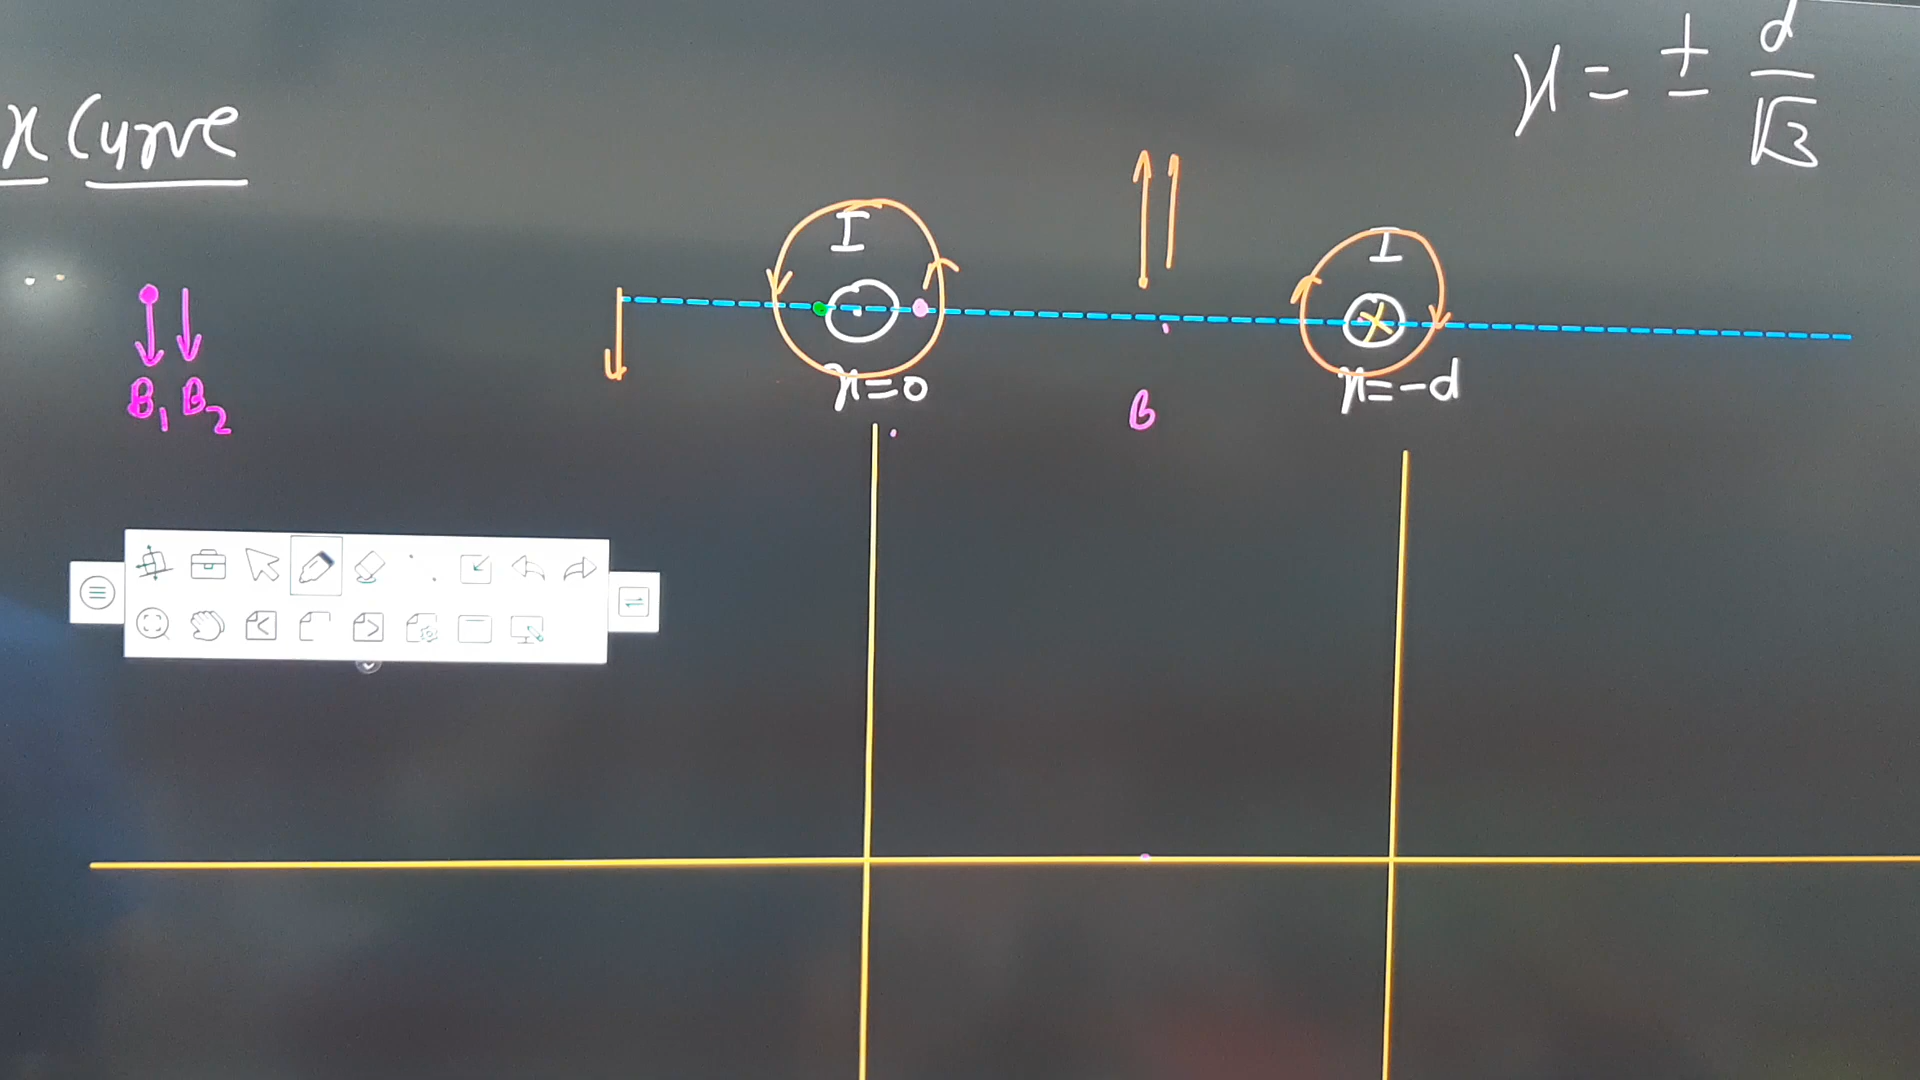 x = ± d/√3
x Curve
I
I
x=0
x=-d
B₁ B₂
B